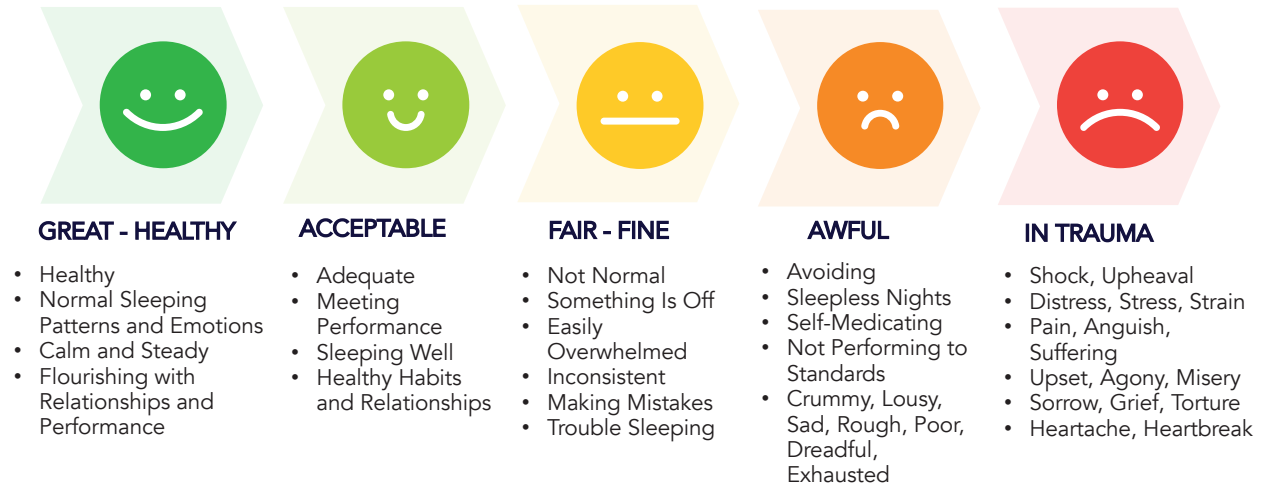 GREAT - HEALTHY
• Healthy
• Normal Sleeping
Patterns and Emotions
• Calm and Steady
• Flourishing with
Relationships and
Performance
ACCEPTABLE
• Adequate
• Meeting
Performance
• Sleeping Well
• Healthy Habits
and Relationships
FAIR - FINE
• Not Normal
• Something Is Off
• Easily
Overwhelmed
• Inconsistent
• Making Mistakes
• Trouble Sleeping
AWFUL
• Avoiding
• Sleepless Nights
• Self-Medicating
• Not Performing to
Standards
• Crummy, Lousy,
Sad, Rough, Poor,
Dreadful,
Exhausted
IN TRAUMA
• Shock, Upheaval
• Distress, Stress, Strain
• Pain, Anguish,
Suffering
• Upset, Agony, Misery
• Sorrow, Grief, Torture
• Heartache, Heartbreak